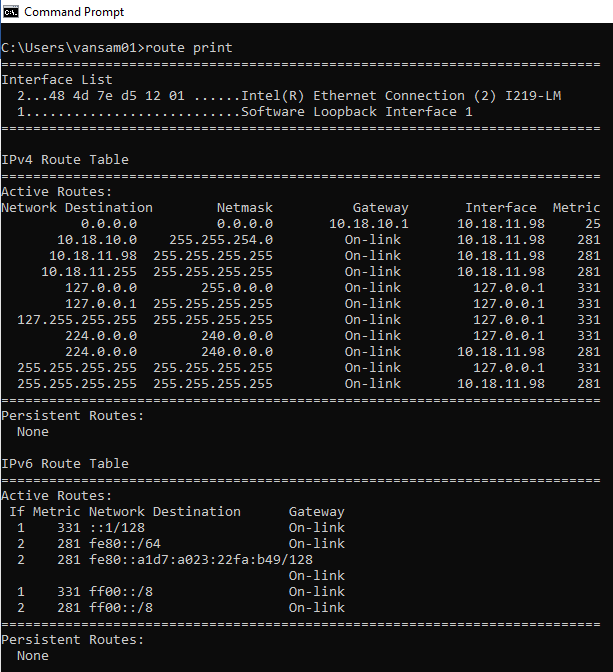 Command Prompt
C:\Users\vansam01>route print
===========================================================================
Interface List
  2...48 4d 7e d5 12 01 ......Intel(R) Ethernet Connection (2) I219-LM
  1...........................Software Loopback Interface 1
===========================================================================

IPv4 Route Table
===========================================================================
Active Routes:
Network Destination        Netmask          Gateway       Interface  Metric
          0.0.0.0          0.0.0.0       10.18.10.1      10.18.11.98     25
       10.18.10.0    255.255.254.0         On-link       10.18.11.98    281
      10.18.11.98  255.255.255.255         On-link       10.18.11.98    281
     10.18.11.255  255.255.255.255         On-link       10.18.11.98    281
        127.0.0.0        255.0.0.0         On-link         127.0.0.1    331
        127.0.0.1  255.255.255.255         On-link         127.0.0.1    331
  127.255.255.255  255.255.255.255         On-link         127.0.0.1    331
        224.0.0.0        240.0.0.0         On-link         127.0.0.1    331
        224.0.0.0        240.0.0.0         On-link       10.18.11.98    281
  255.255.255.255  255.255.255.255         On-link         127.0.0.1    331
  255.255.255.255  255.255.255.255         On-link       10.18.11.98    281
===========================================================================
Persistent Routes:
  None

IPv6 Route Table
===========================================================================
Active Routes:
 If Metric Network Destination      Gateway
  1    331 ::1/128                  On-link
  2    281 fe80::/64                On-link
  2    281 fe80::a1d7:a023:22fa:b49/128
                                    On-link
  1    331 ff00::/8                 On-link
  2    281 ff00::/8                 On-link
===========================================================================
Persistent Routes:
  None